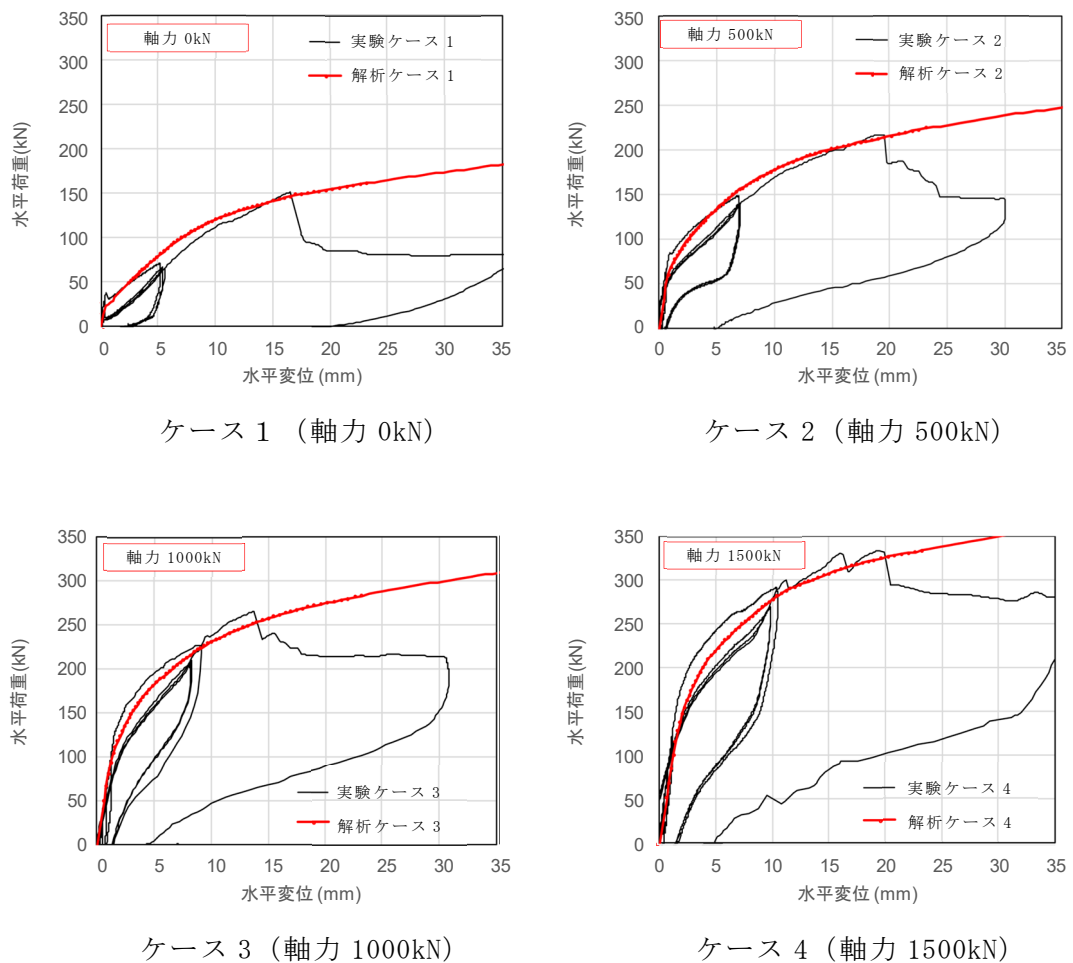 軸力 0kN
実験ケース 1
解析ケース 1
350
300
250
200
150
100
50
0
水平荷重(kN)
0 5 10 15 20 25 30 35
水平変位 (mm)
ケース 1 (軸力 0kN)
軸力 500kN
実験ケース 2
解析ケース 2
350
300
250
200
150
100
50
0
水平荷重(kN)
0 5 10 15 20 25 30 35
水平変位 (mm)
ケース 2 (軸力 500kN)
軸力 1000kN
350
300
250
200
150
100
50
0
水平荷重(kN)
実験ケース 3
解析ケース 3
0 5 10 15 20 25 30 35
水平変位 (mm)
ケース 3 (軸力 1000kN)
軸力 1500kN
350
300
250
200
150
100
50
0
水平荷重(kN)
実験ケース 4
解析ケース 4
0 5 10 15 20 25 30 35
水平変位 (mm)
ケース 4 (軸力 1500kN)